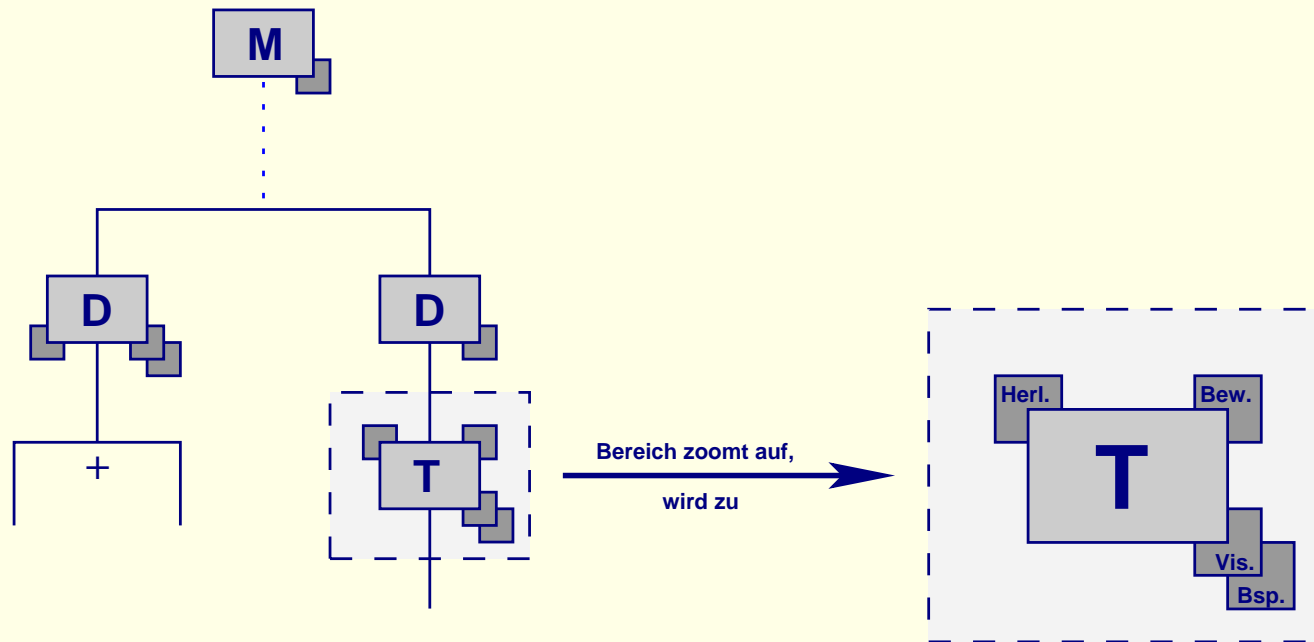 M
D
D
+
T
Bereich zoomt auf,
wird zu
Herl.
Bew.
T
Vis.
Bsp.